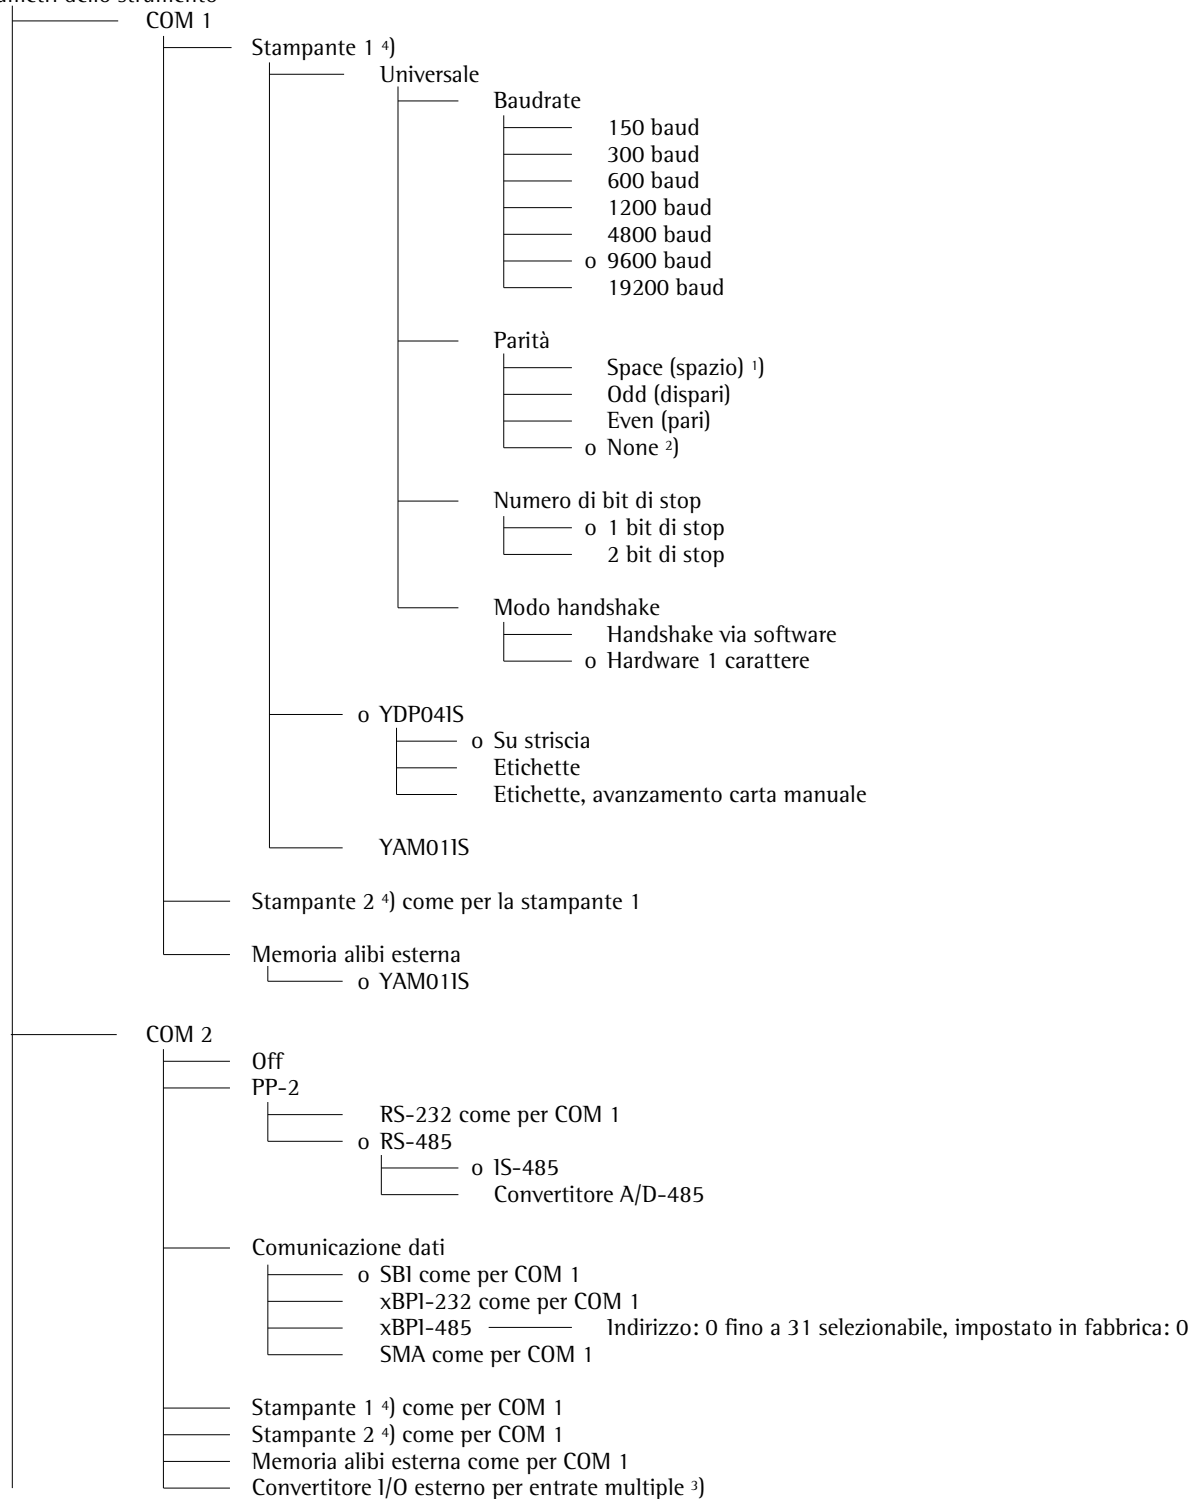 COM 1
Stampante 1 4)
Universale
Baudrate
150 baud
300 baud
600 baud
1200 baud
4800 baud
o 9600 baud
19200 baud
Parità
Space (spazio) 1)
Odd (dispari)
Even (pari)
o None 2)
Numero di bit di stop
o 1 bit di stop
2 bit di stop
Modo handshake
Handshake via software
o Hardware 1 carattere
o YDP04IS
o Su striscia
Etichette
Etichette, avanzamento carta manuale
YAM01IS
Stampante 2 4) come per la stampante 1
Memoria alibi esterna
o YAM01IS
COM 2
Off
PP-2
RS-232 come per COM 1
o RS-485
o IS-485
Convertitore A/D-485
Comunicazione dati
o SBI come per COM 1
xBPI-232 come per COM 1
xBPI-485 Indirizzo: 0 fino a 31 selezionabile, impostato in fabbrica: 0
SMA come per COM 1
Stampante 1 4) come per COM 1
Stampante 2 4) come per COM 1
Memoria alibi esterna come per COM 1
Convertitore I/O esterno per entrate multiple 3)